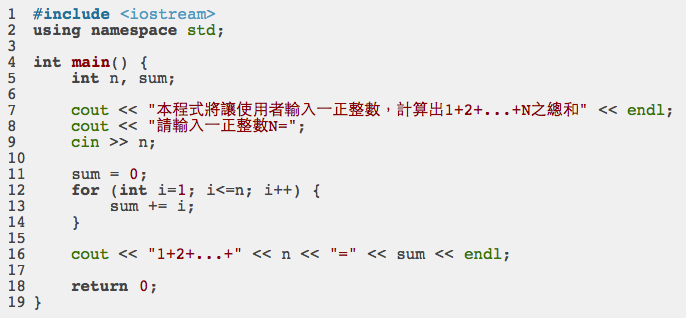 1 #include <iostream>
2 using namespace std;
3
4 int main() {
5     int n, sum;
6
7     cout << "本程式將讓使用者輸入一正整數，計算出1+2+...+N之總和" << endl;
8     cout << "請輸入一正整數N=";
9     cin >> n;
10
11     sum = 0;
12     for (int i=1; i<=n; i++) {
13         sum += i;
14     }
15
16     cout << "1+2+...+" << n << "=" << sum << endl;
17
18     return 0;
19 }